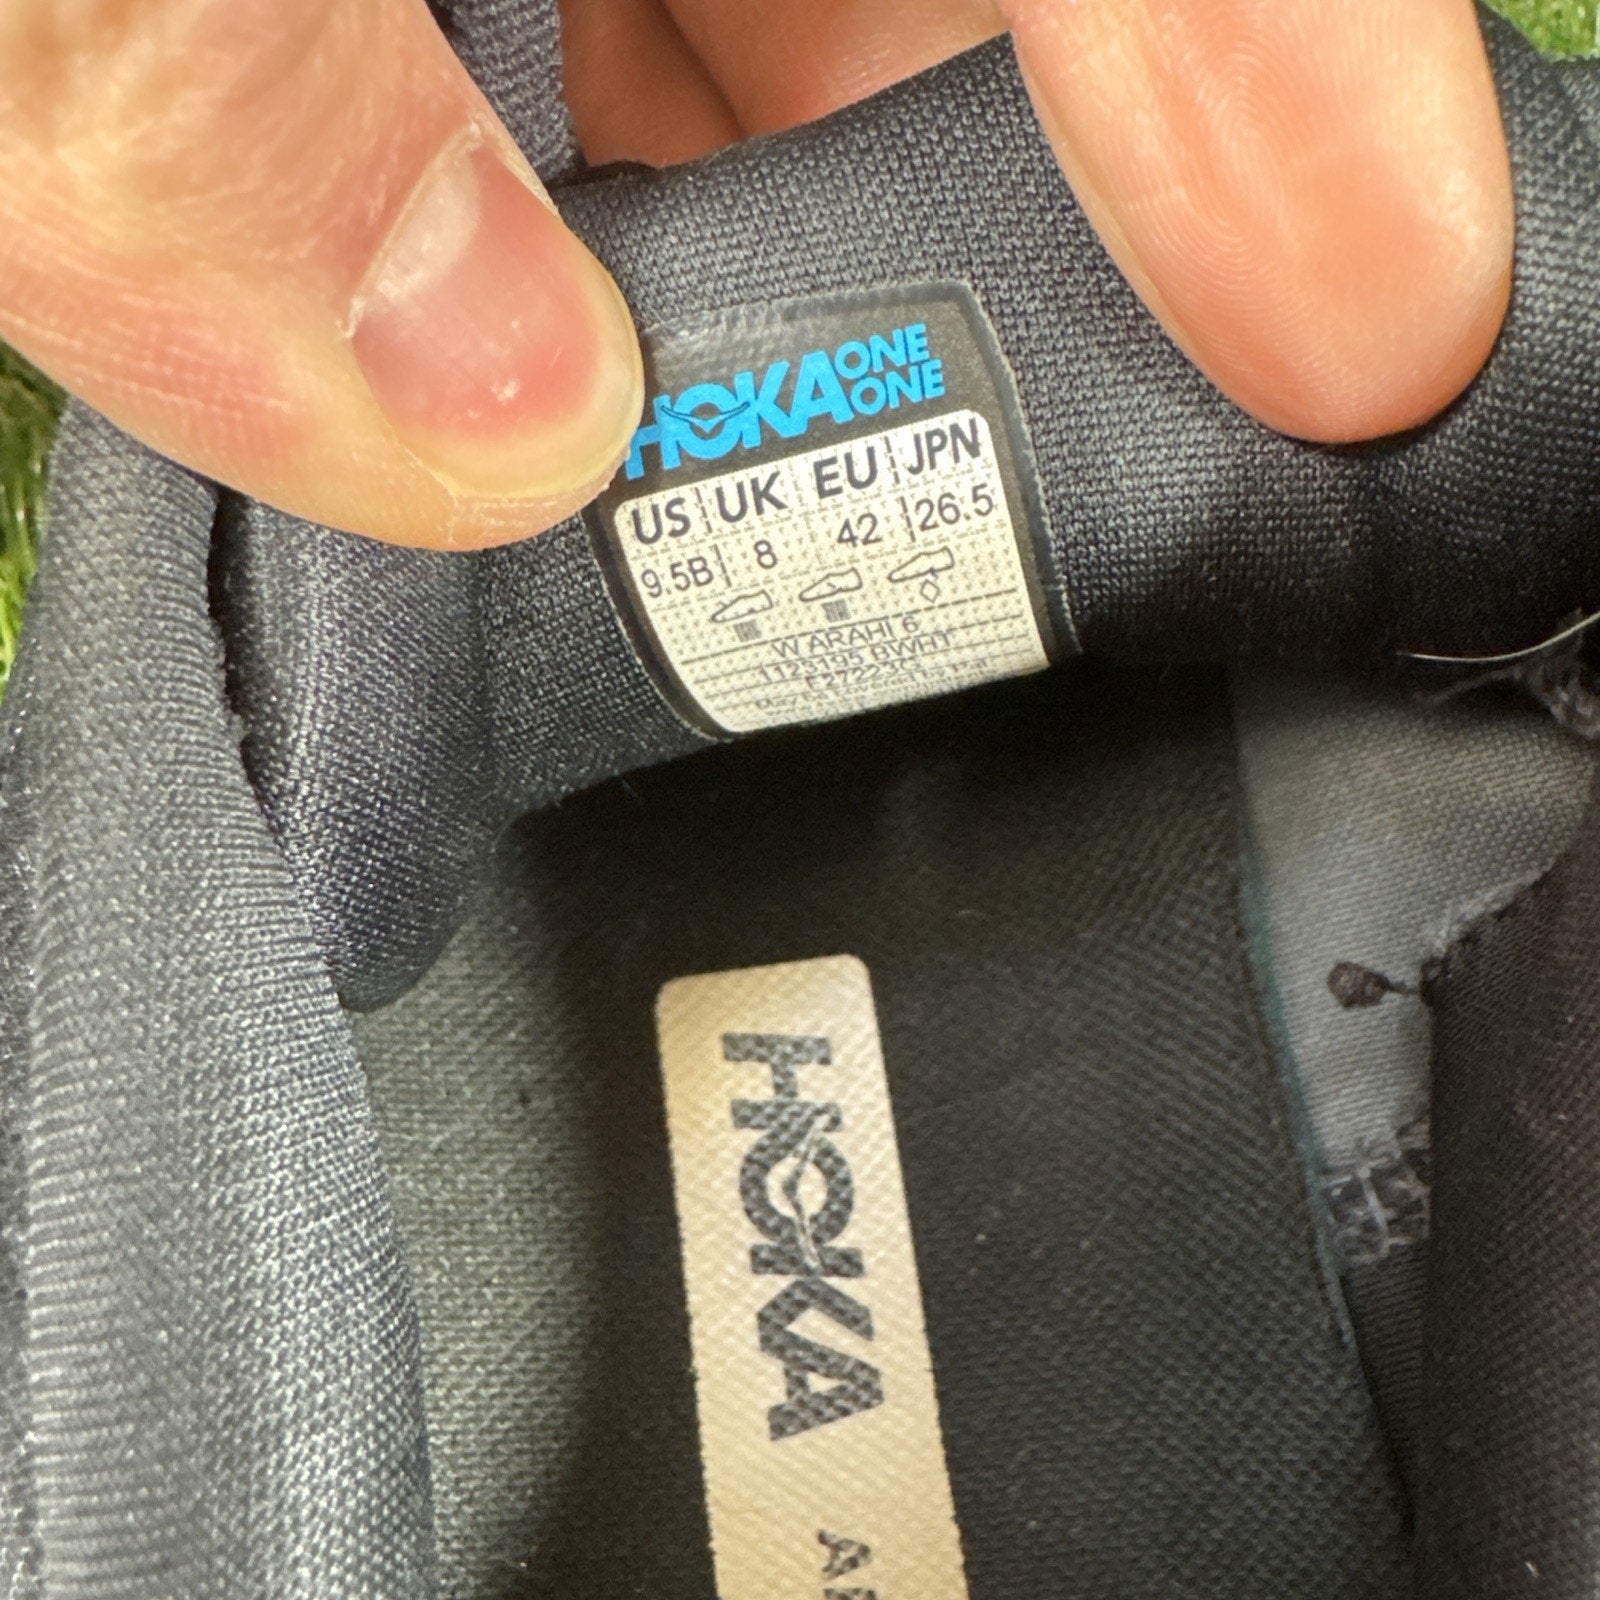 HOKA ONE ONE
US UK EU JPN
9.5B 8 42 26.5
W ARAHI 6
1123195 BWHT
HOKA